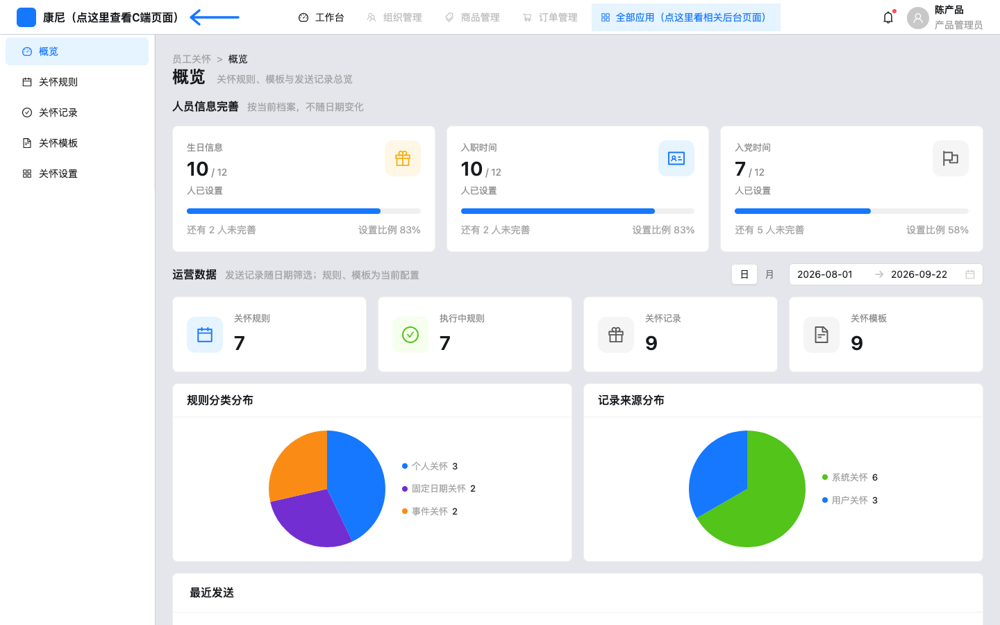 康尼（点这里查看C端页面）
工作台
组织管理
商品管理
订单管理
全部应用（点这里看相关后台页面）
陈产品
产品管理员
概览
关怀规则
关怀记录
关怀模板
关怀设置
员工关怀 > 概览
概览 关怀规则、模板与发送记录总览
人员信息完善 按当前档案，不随日期变化
生日信息
10 / 12
人已设置
还有 2 人未完善 设置比例 83%
入职时间
10 / 12
人已设置
还有 2 人未完善 设置比例 83%
入党时间
7 / 12
人已设置
还有 5 人未完善 设置比例 58%
运营数据 发送记录随日期筛选；规则、模板为当前配置
日 月 2026-08-01 2026-09-22
关怀规则
7
执行中规则
7
关怀记录
9
关怀模板
9
规则分类分布
个人关怀 3
固定日期关怀 2
事件关怀 2
记录来源分布
系统关怀 6
用户关怀 3
最近发送